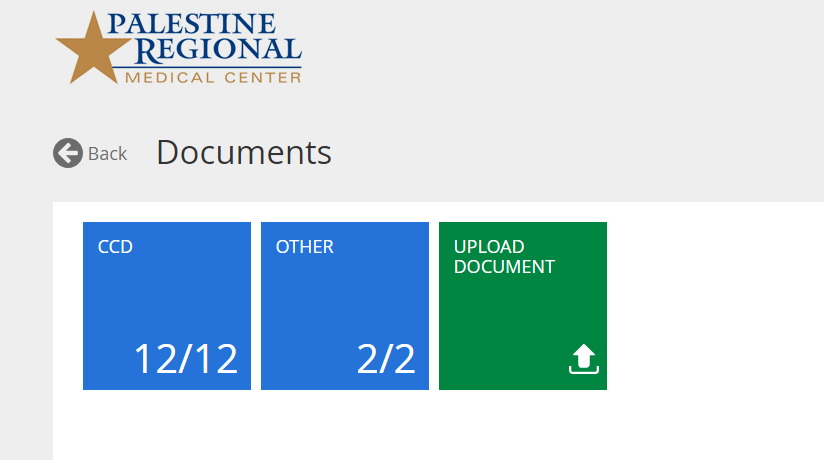 PALESTINE
REGIONAL
MEDICAL CENTER
Back
Documents
CCD
12/12
OTHER
2/2
UPLOAD
DOCUMENT